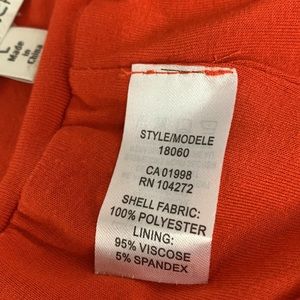 L
Made
In
China
STYLE/MODELE
18060
CA 01998
RN 104272
SHELL FABRIC:
100% POLYESTER
LINING:
95% VISCOSE
5% SPANDEX